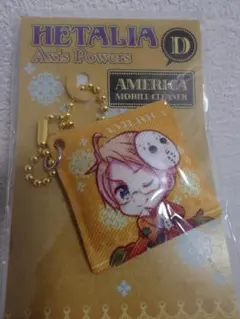 HETALIA
Axis Powers
D
AMERICA
MOBILE CLEANER